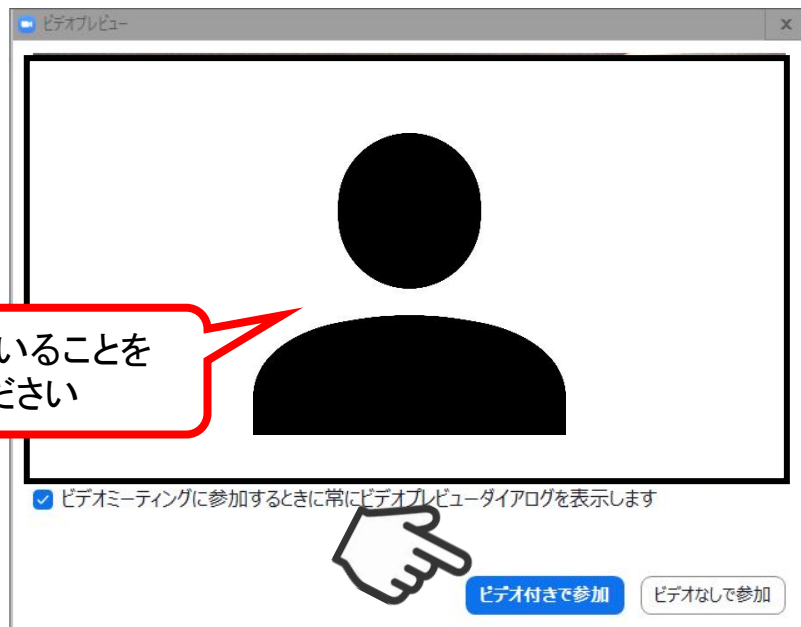 ビデオプレビュー
いることを
ださい
ビデオミーティングに参加するときに常にビデオプレビューダイアログを表示します
ビデオ付きで参加
ビデオなしで参加